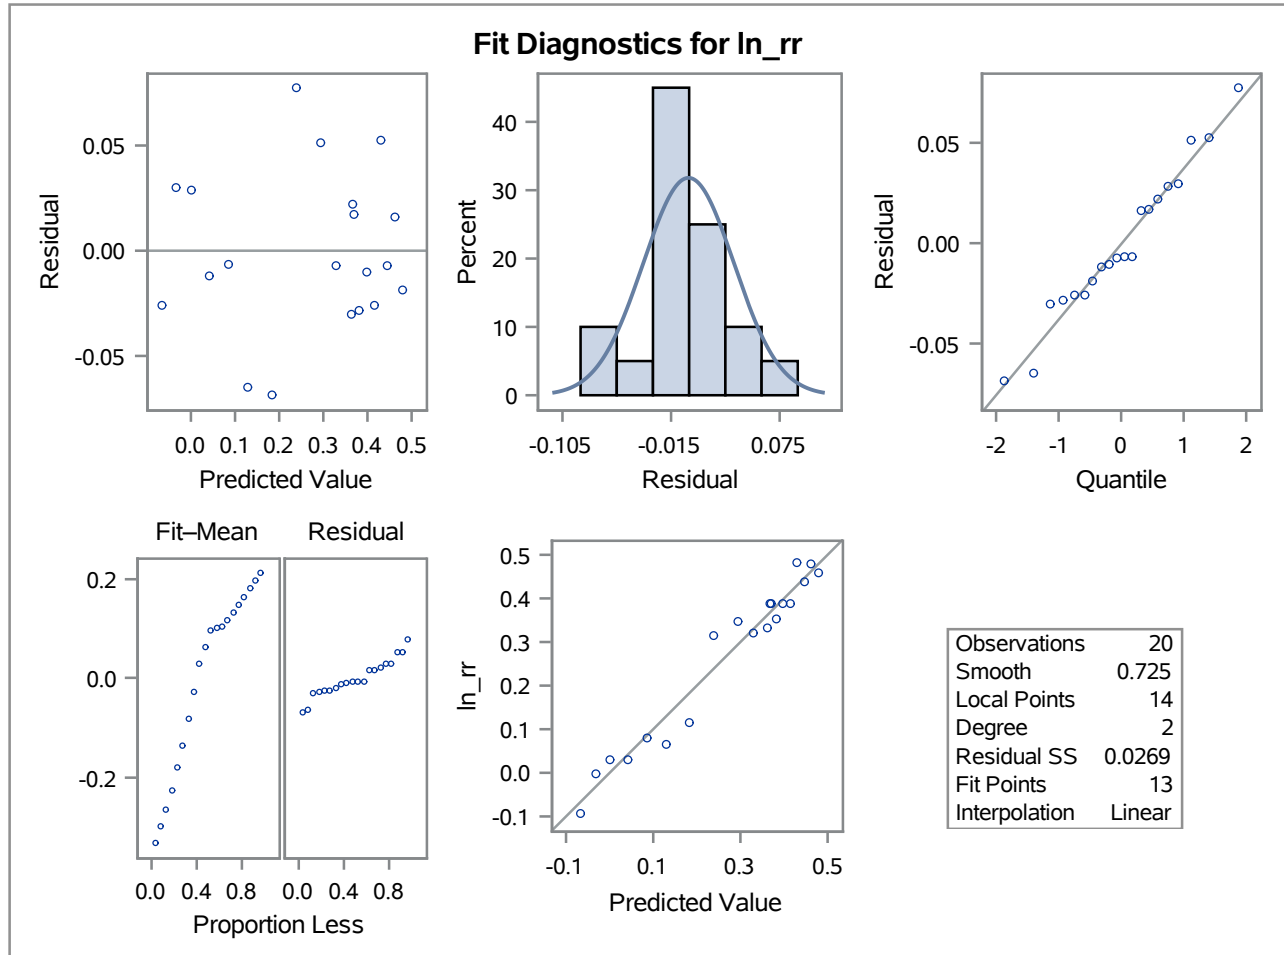 Fit Diagnostics for ln_rr
0.05
0.00
-0.05
Residual
0.0 0.1 0.2 0.3 0.4 0.5
Predicted Value
40
30
20
10
0
Percent
-0.105 -0.015 0.075
Residual
0.05
0.00
-0.05
Residual
-2 -1 0 1 2
Quantile
Fit–Mean Residual
0.2
0.0
-0.2
0.0 0.4 0.8 0.0 0.4 0.8
Proportion Less
0.5
0.4
0.3
0.2
0.1
0.0
-0.1
ln_rr
-0.1 0.1 0.3 0.5
Predicted Value
Observations 20
Smooth 0.725
Local Points 14
Degree 2
Residual SS 0.0269
Fit Points 13
Interpolation Linear